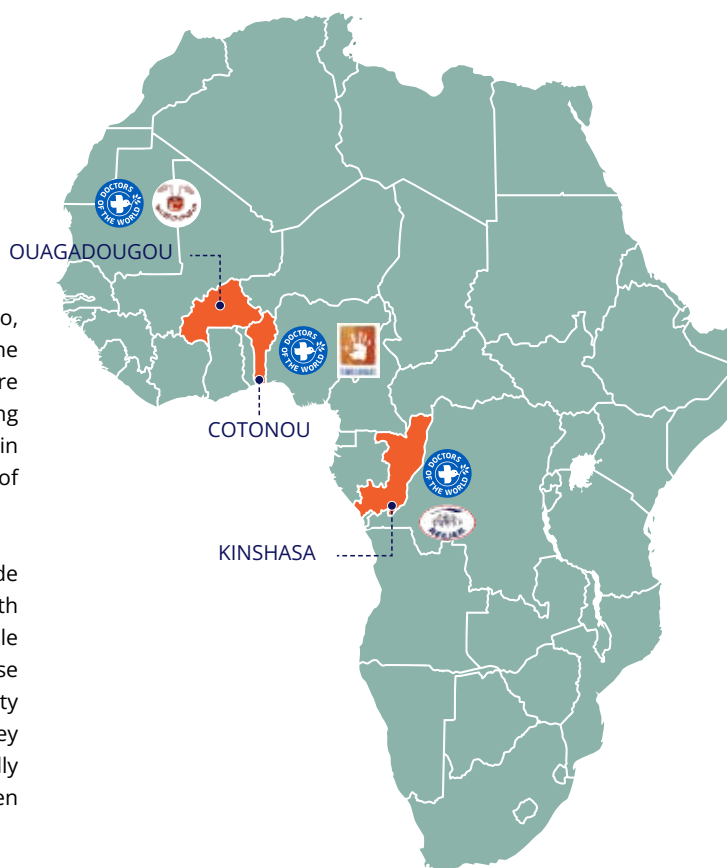 DOCTORS
OF THE WORLD
OUAGADOUGOU
o,
ne
re
DOCTORS
OF THE WORLD
ng
COTONOU
in
of
DOCTORS
OF THE WORLD
KINSHASA
de
th
le
se
ty
ey
lly
en